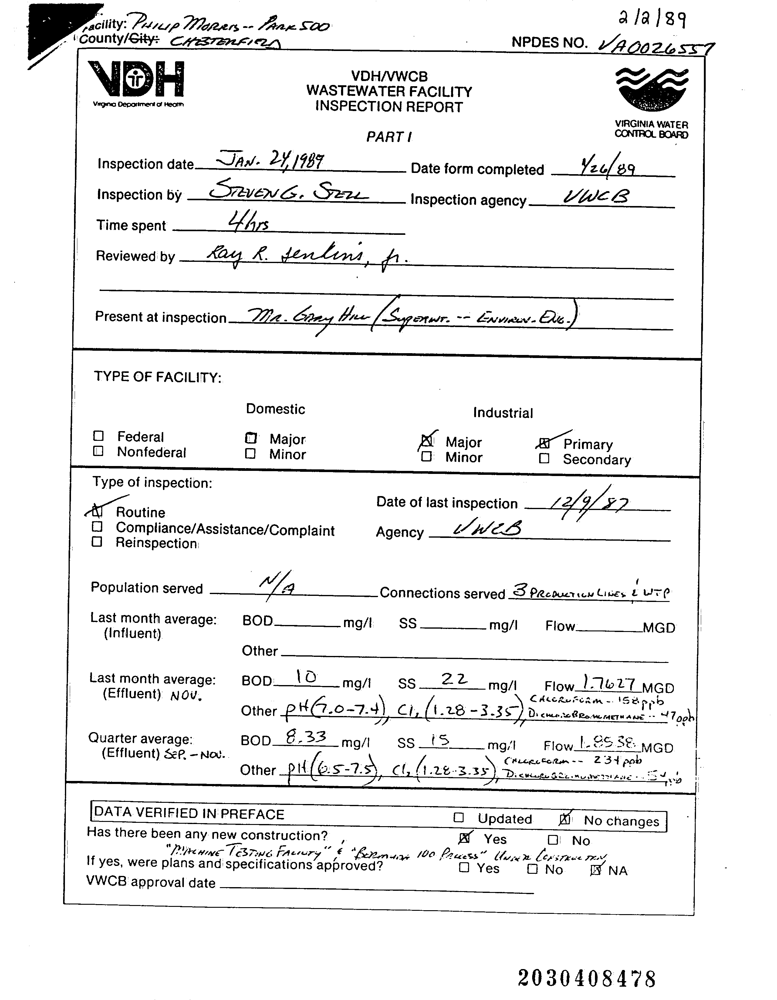 Facility: PHILIP MORRIS -- PARK 500
2/2/89
County/City: CHESTERFIELD
NPDES NO. VA0026557
VDH
Virginia Department of Health
VDH/VWCB
WASTEWATER FACILITY
INSPECTION REPORT
VIRGINIA WATER
CONTROL BOARD
PART I
Inspection date JAN. 24, 1989 Date form completed 1/26/89
Inspection by STEVEN G. STELL Inspection agency VWCB
Time spent 4 hrs
Reviewed by Ray R. Jenkins, jr.
Present at inspection MR. GARY HILL (SUPERINT. -- ENVIRON. ENG.)
TYPE OF FACILITY:
Domestic Industrial
☐ Federal ☐ Major ☒ Major ☒ Primary
☐ Nonfederal ☐ Minor ☐ Minor ☐ Secondary
Type of inspection:
☒ Routine Date of last inspection 12/9/87
☐ Compliance/Assistance/Complaint Agency VWCB
☐ Reinspection
Population served N/A Connections served 3 PRODUCTION LINES & WTP
Last month average: BOD mg/l SS mg/l Flow MGD
(Influent)
Other
Last month average: BOD 10 mg/l SS 22 mg/l Flow 1.7627 MGD
(Effluent) NOV.
Other pH (7.0-7.4), Cl2 (1.28-3.35) CHLOROFORM -- 158 ppb
DICHLOROBROMOMETHANE -- 47 ppb
Quarter average: BOD 8.33 mg/l SS 15 mg/l Flow 1.8538 MGD
(Effluent) SEP. - NOV.
Other pH (6.5-7.5), Cl2 (1.28-3.35), CHLOROFORM -- 234 ppb
DICHLOROBROMOMETHANE --
DATA VERIFIED IN PREFACE ☐ Updated ☒ No changes
Has there been any new construction? ☒ Yes ☐ No
"MACHINE TESTING FACILITY" & "BERMUDA 100 PROCESS" UNDER CONSTRUCTION
If yes, were plans and specifications approved? ☐ Yes ☐ No ☒ NA
VWCB approval date
2030408478